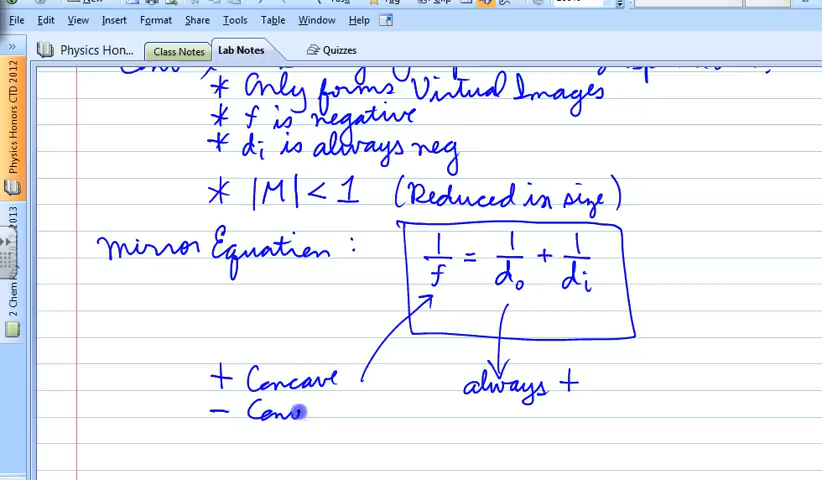 File Edit View Insert Format Share Tools Table Window Help
Physics Hon... Class Notes Lab Notes Quizzes
Physics Honors CTD 2012
2013
* Only forms Virtual Images
* f is negative
* di is always neg
* |M| < 1 (Reduced in size)
Mirror Equation : 1/f = 1/do + 1/di
+ Concave always +
- Con